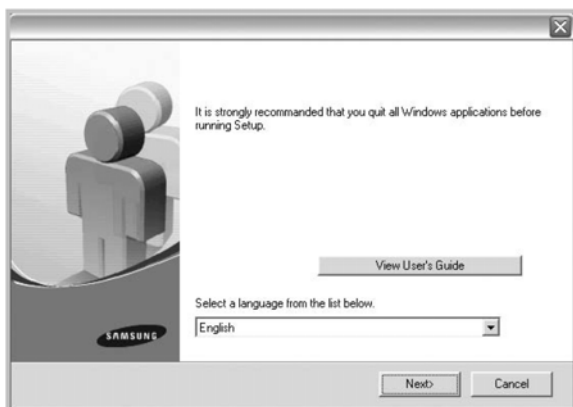 It is strongly recommanded that you quit all Windows applications before
running Setup.
View User's Guide
Select a language from the list below.
English
SAMSUNG
Next>
Cancel